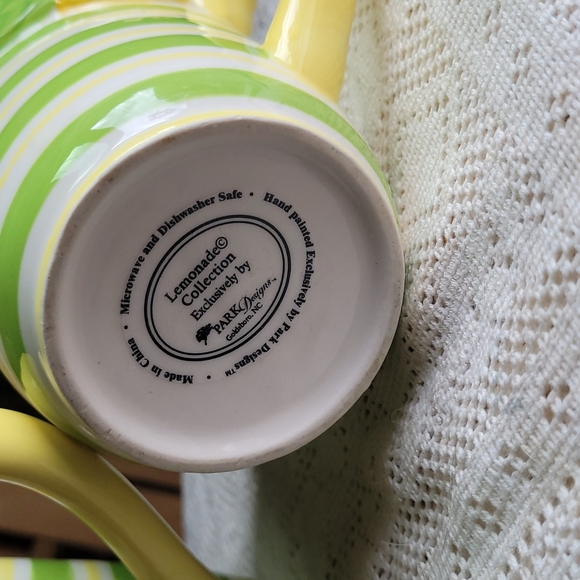 Microwave and Dishwasher Safe • Hand painted Exclusively by Park Designs™ • Made in China •
Lemonade©
Collection
Exclusively by
PARK Designs™
Goldsboro, NC